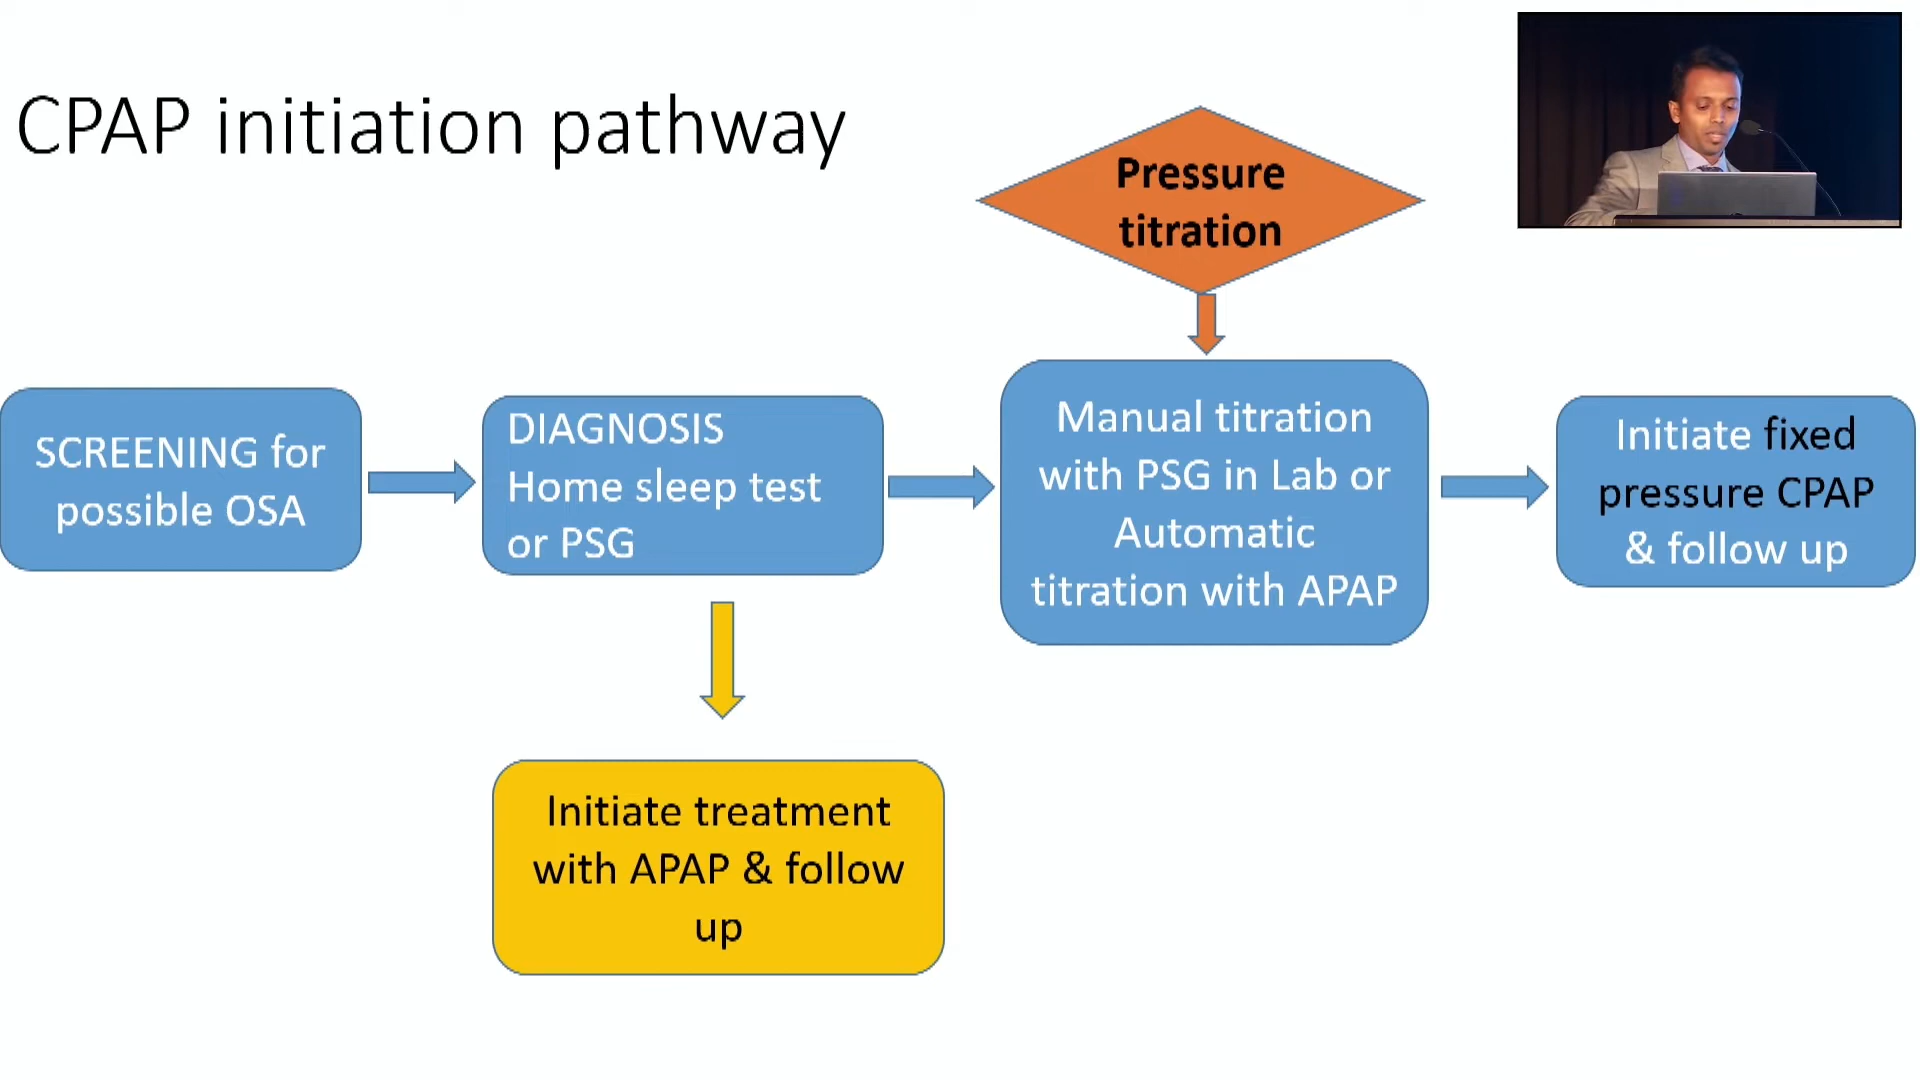 CPAP initiation pathway
Pressure
titration
SCREENING for
possible OSA
DIAGNOSIS
Home sleep test
or PSG
Manual titration
with PSG in Lab or
Automatic
titration with APAP
Initiate fixed
pressure CPAP
& follow up
Initiate treatment
with APAP & follow
up